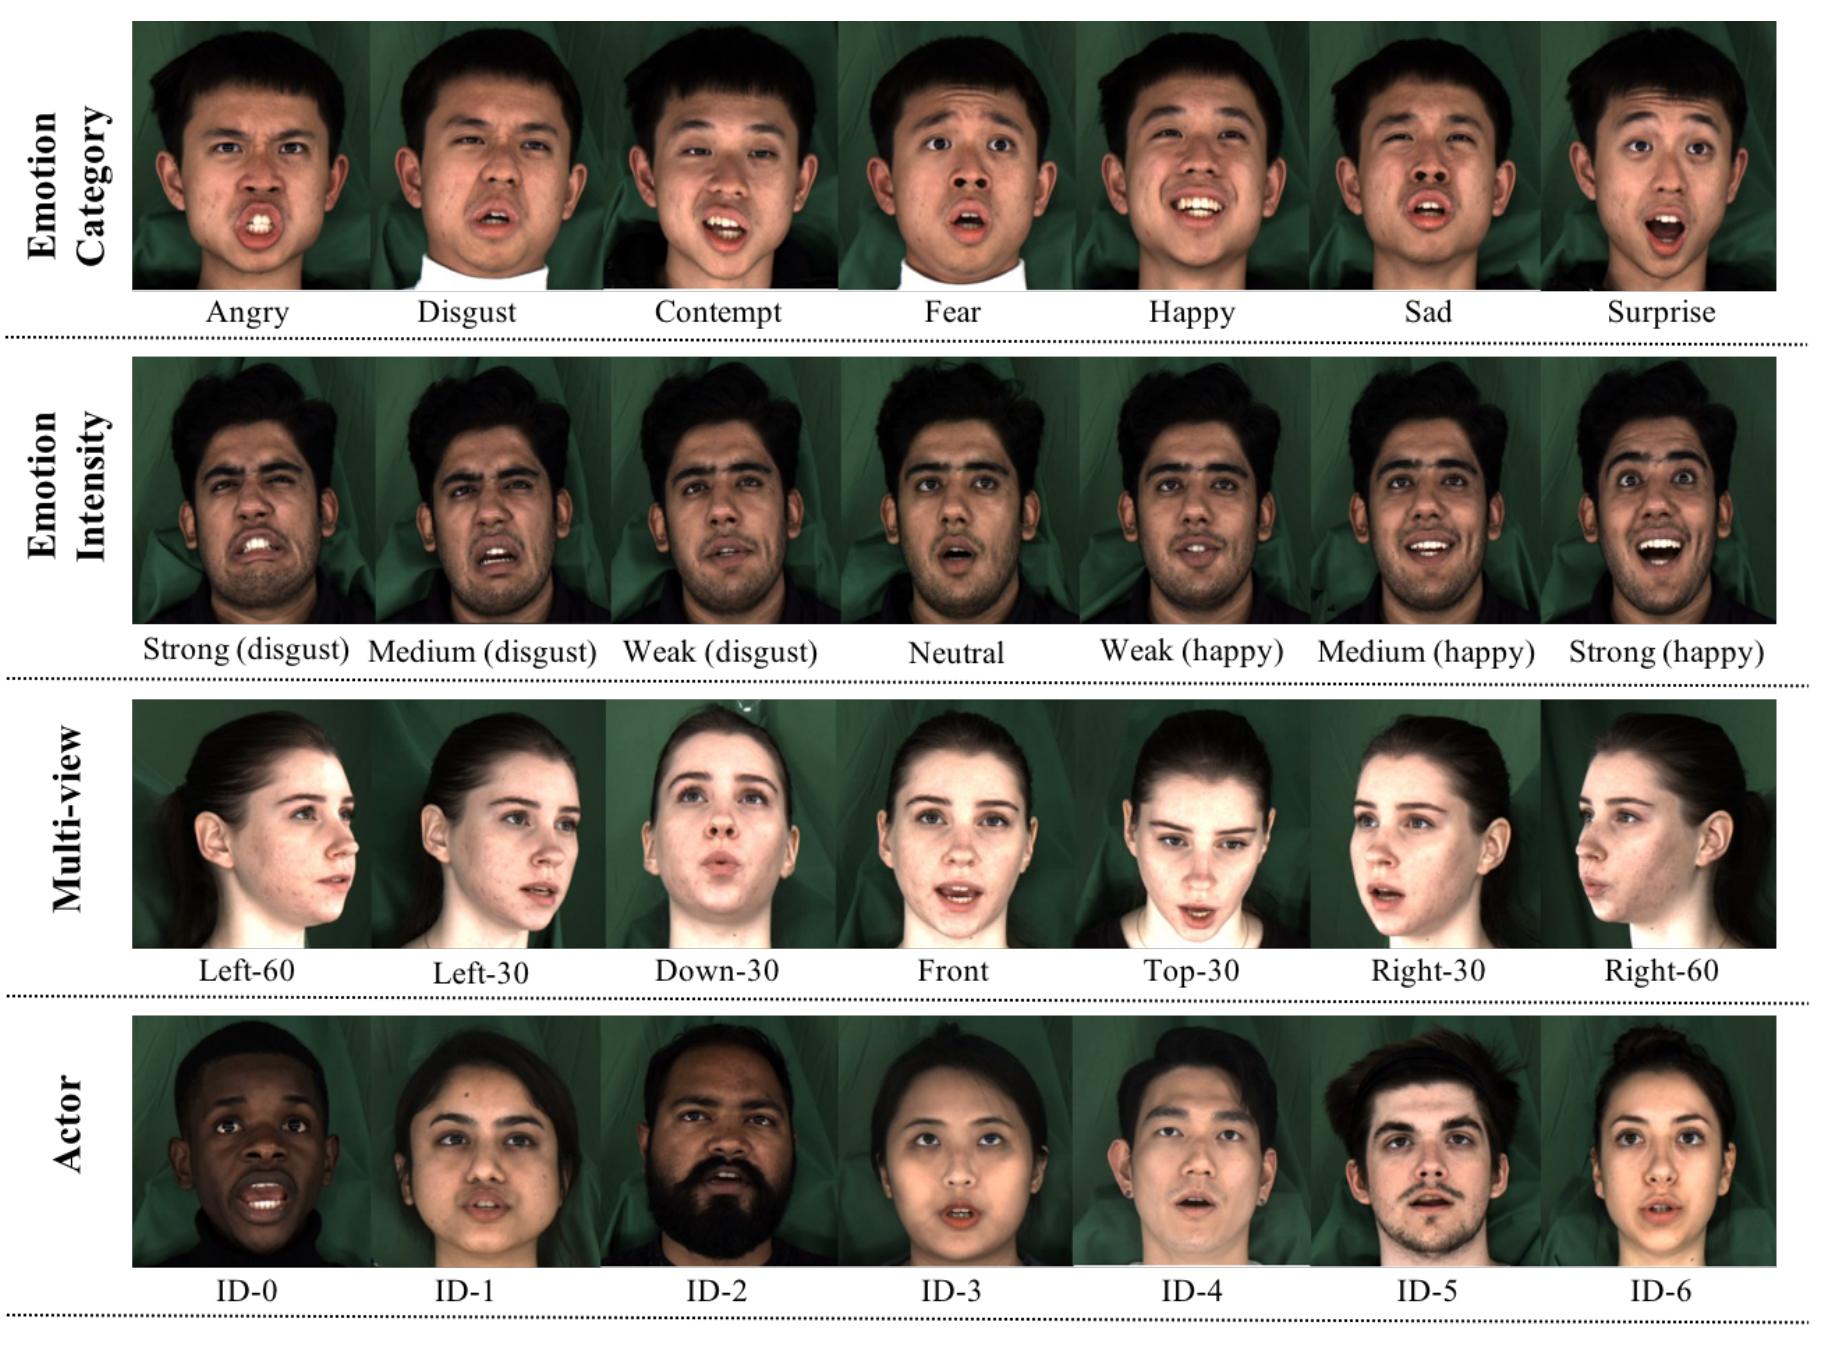 Emotion
Category
Angry
Disgust
Contempt
Fear
Happy
Sad
Surprise
Emotion
Intensity
Strong (disgust)
Medium (disgust)
Weak (disgust)
Neutral
Weak (happy)
Medium (happy)
Strong (happy)
Multi-view
Left-60
Left-30
Down-30
Front
Top-30
Right-30
Right-60
Actor
ID-0
ID-1
ID-2
ID-3
ID-4
ID-5
ID-6